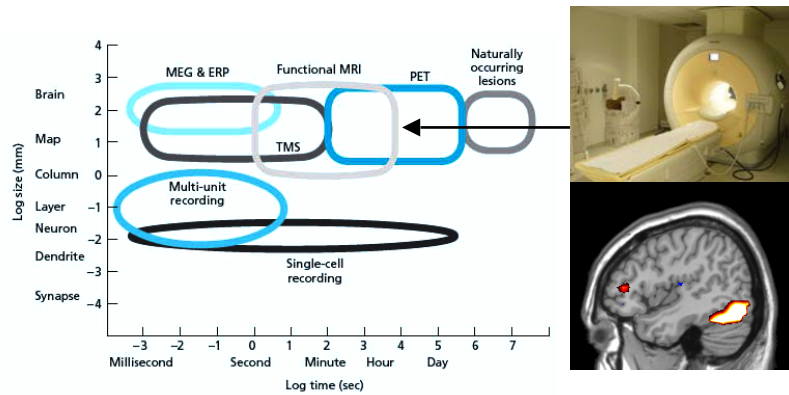 4
3
2
1
0
−1
−2
−3
−4
Log size (mm)
Brain
Map
Column
Layer
Neuron
Dendrite
Synapse
MEG & ERP
Functional MRI
PET
Naturally
occurring
lesions
TMS
Multi-unit
recording
Single-cell
recording
−3 −2 −1 0 1 2 3 4 5 6 7
Millisecond Second Minute Hour Day
Log time (sec)